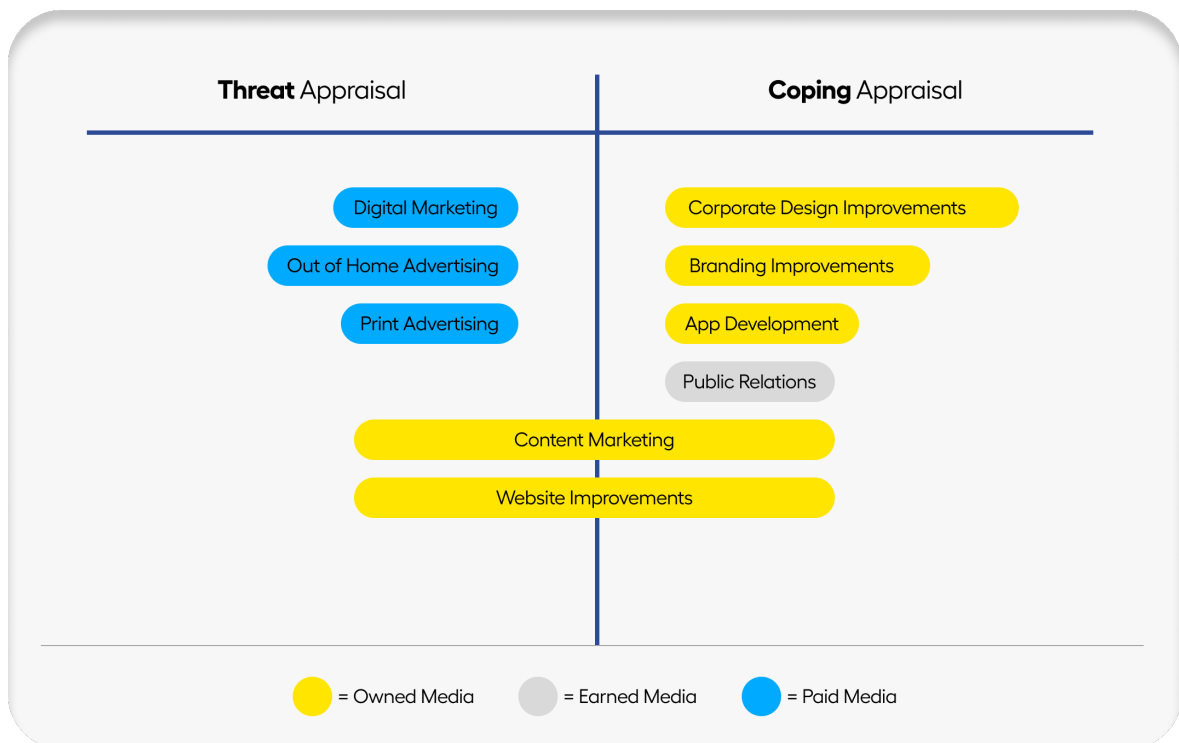 Threat Appraisal
Coping Appraisal
Digital Marketing
Corporate Design Improvements
Out of Home Advertising
Branding Improvements
Print Advertising
App Development
Public Relations
Content Marketing
Website Improvements
= Owned Media
= Earned Media
= Paid Media